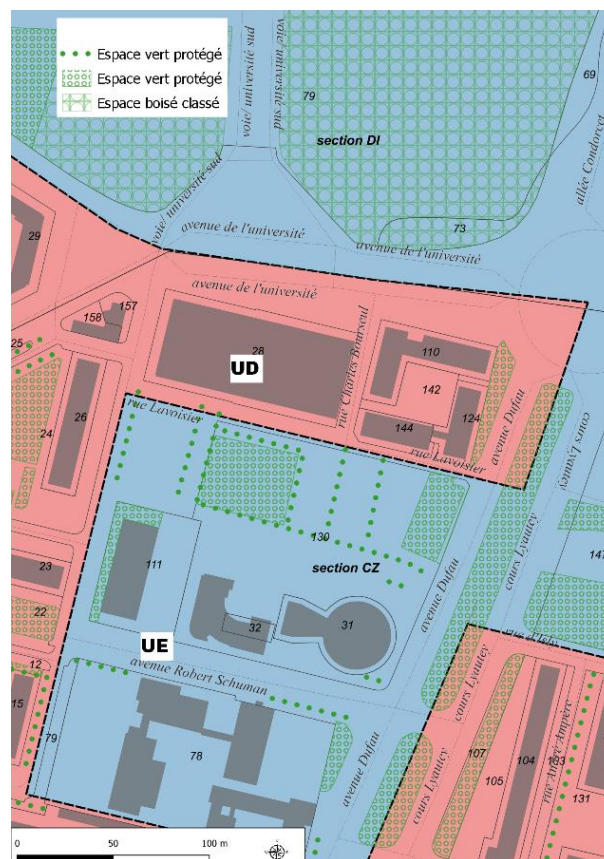 Espace vert protégé
Espace vert protégé
Espace boisé classé
voie/ université sud
voie/ université sud
79
69
section DI
allée Condorcet
voie/ université sud
73
avenue de l'université
avenue de l'université
29
avenue de l'université
157
158
28
110
25
UD
rue Charles Bourseul
142
26
124
rue Lavoisier
144
24
rue Lavoisier
avenue Dufau
cours Lyautey
130
141
111
section CZ
cours Lyautey
23
avenue Dufau
22
32
31
rue d'Isly
UE
12
avenue Robert Schuman
cours Lyautey
15
79
78
107
104
103
105
rue André Ampère
131
avenue Dufau
cours Lyautey
0 50 100 m